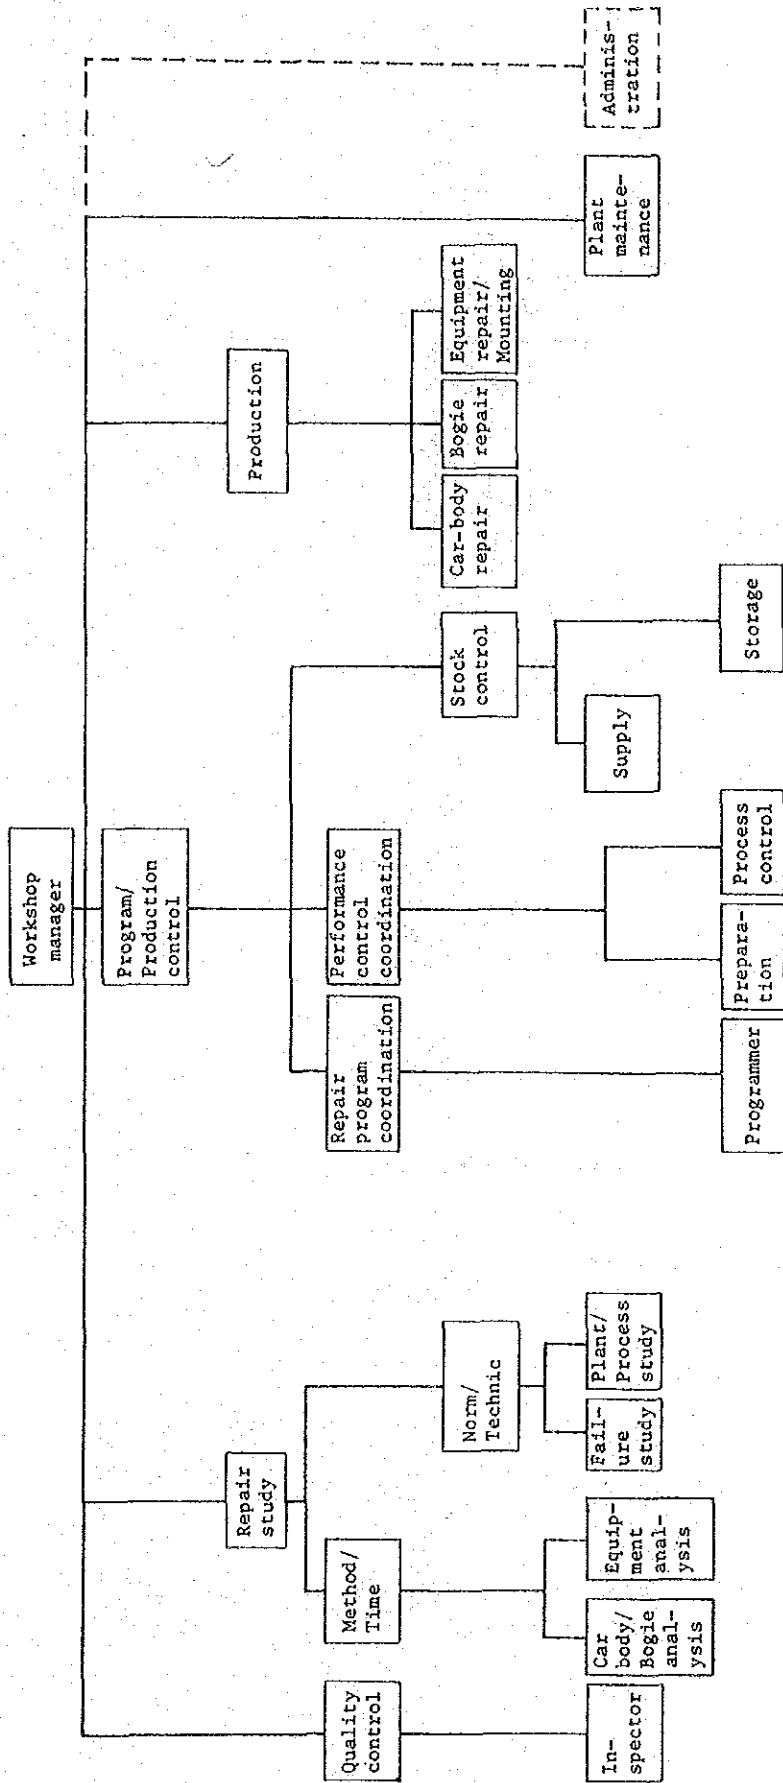 Workshop
manager
Program/
Production
control
Quality
control
In-
spector
Repair
study
Method/
Time
Car
body/
Bogie
anal-
ysis
Equip-
ment
anal-
ysis
Norm/
Technic
Fail-
ure
study
Plant/
Process
study
Repair
program
coordination
Programmer
Performance
control
coordination
Prepara-
tion
Process
control
Stock
control
Supply
Storage
Production
Car-body
repair
Bogie
repair
Equipment
repair/
Mounting
Plant
mainte-
nance
Adminis-
tration